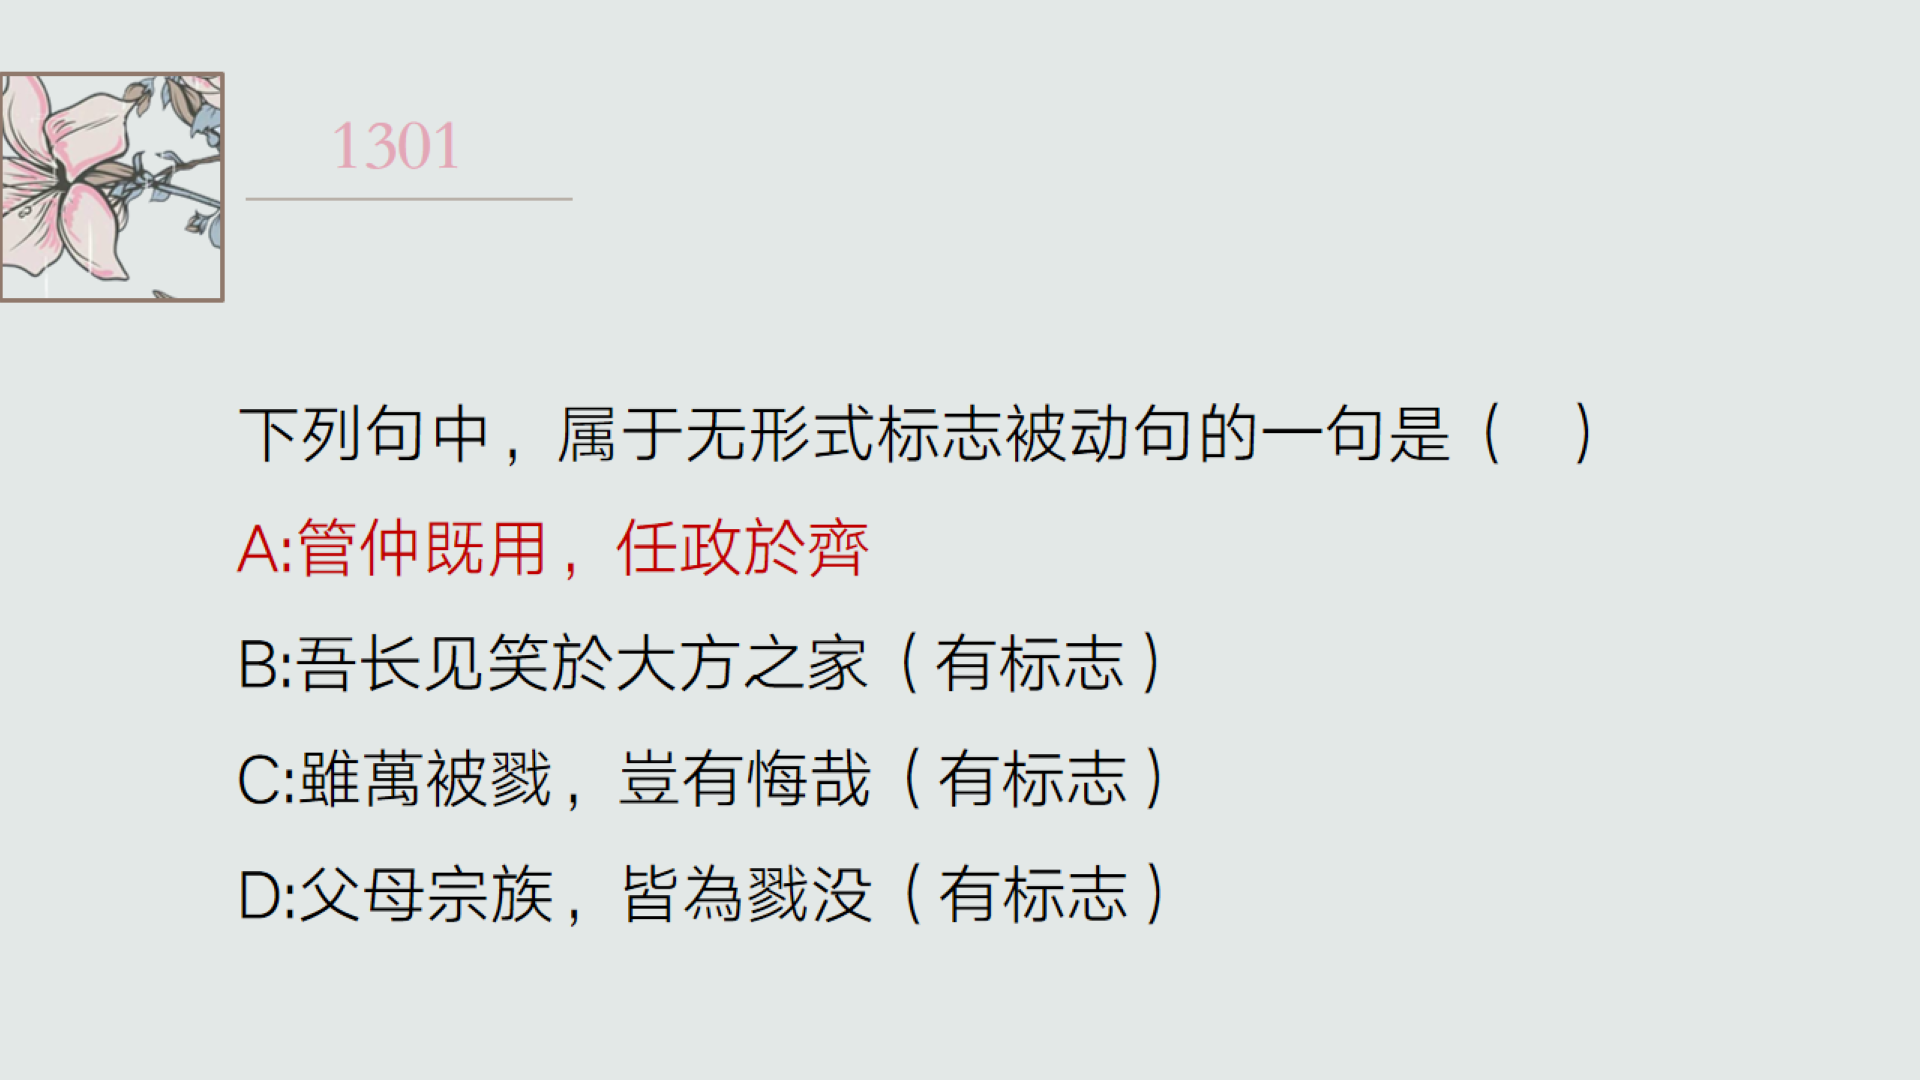 1301
下列句中，属于无形式标志被动句的一句是（　）
A:管仲既用，任政於齊
B:吾长见笑於大方之家（有标志）
C:雖萬被戮，豈有悔哉（有标志）
D:父母宗族，皆為戮没（有标志）